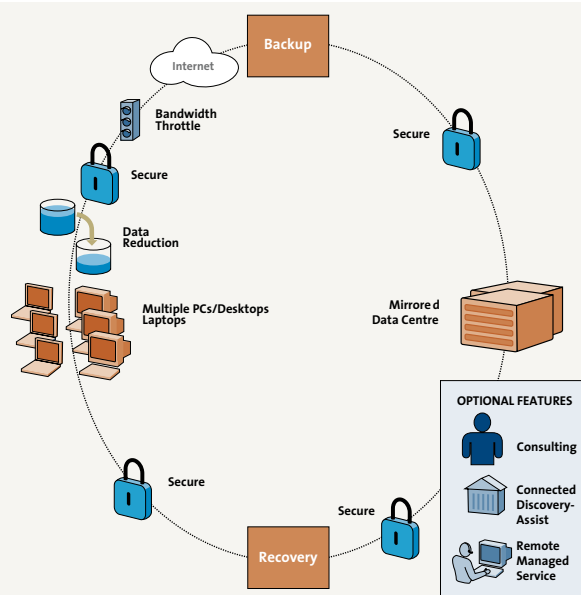 Backup
Internet
Bandwidth
Throttle
Secure
Secure
Data
Reduction
Multiple PCs/Desktops
Laptops
Mirrored
Data Centre
OPTIONAL FEATURES
Consulting
Connected
Discovery-
Assist
Remote
Managed
Service
Secure
Secure
Recovery